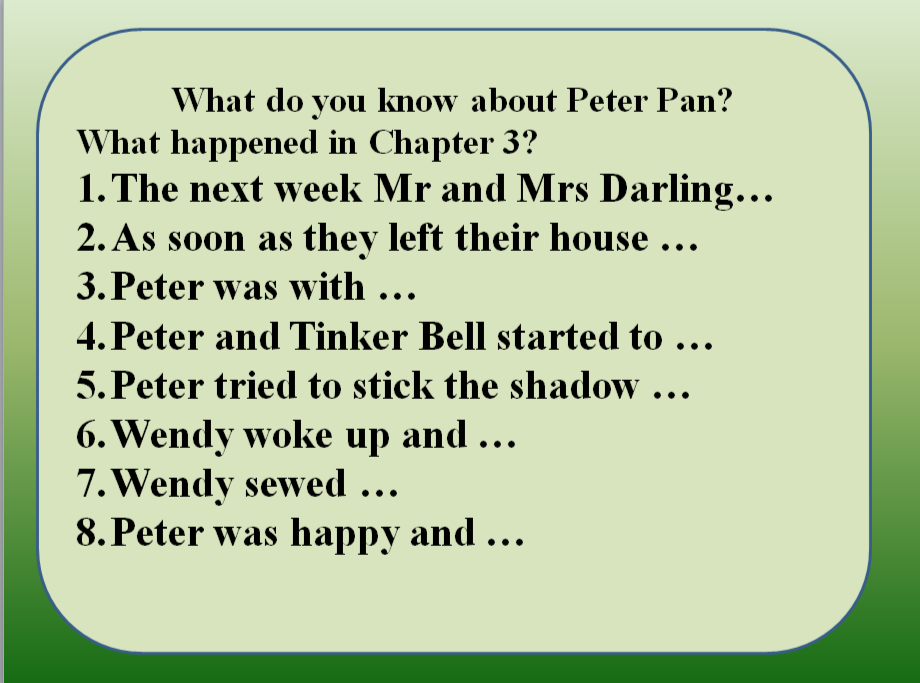 What do you know about Peter Pan?
What happened in Chapter 3?
1. The next week Mr and Mrs Darling…
2. As soon as they left their house …
3. Peter was with …
4. Peter and Tinker Bell started to …
5. Peter tried to stick the shadow …
6. Wendy woke up and …
7. Wendy sewed …
8. Peter was happy and …